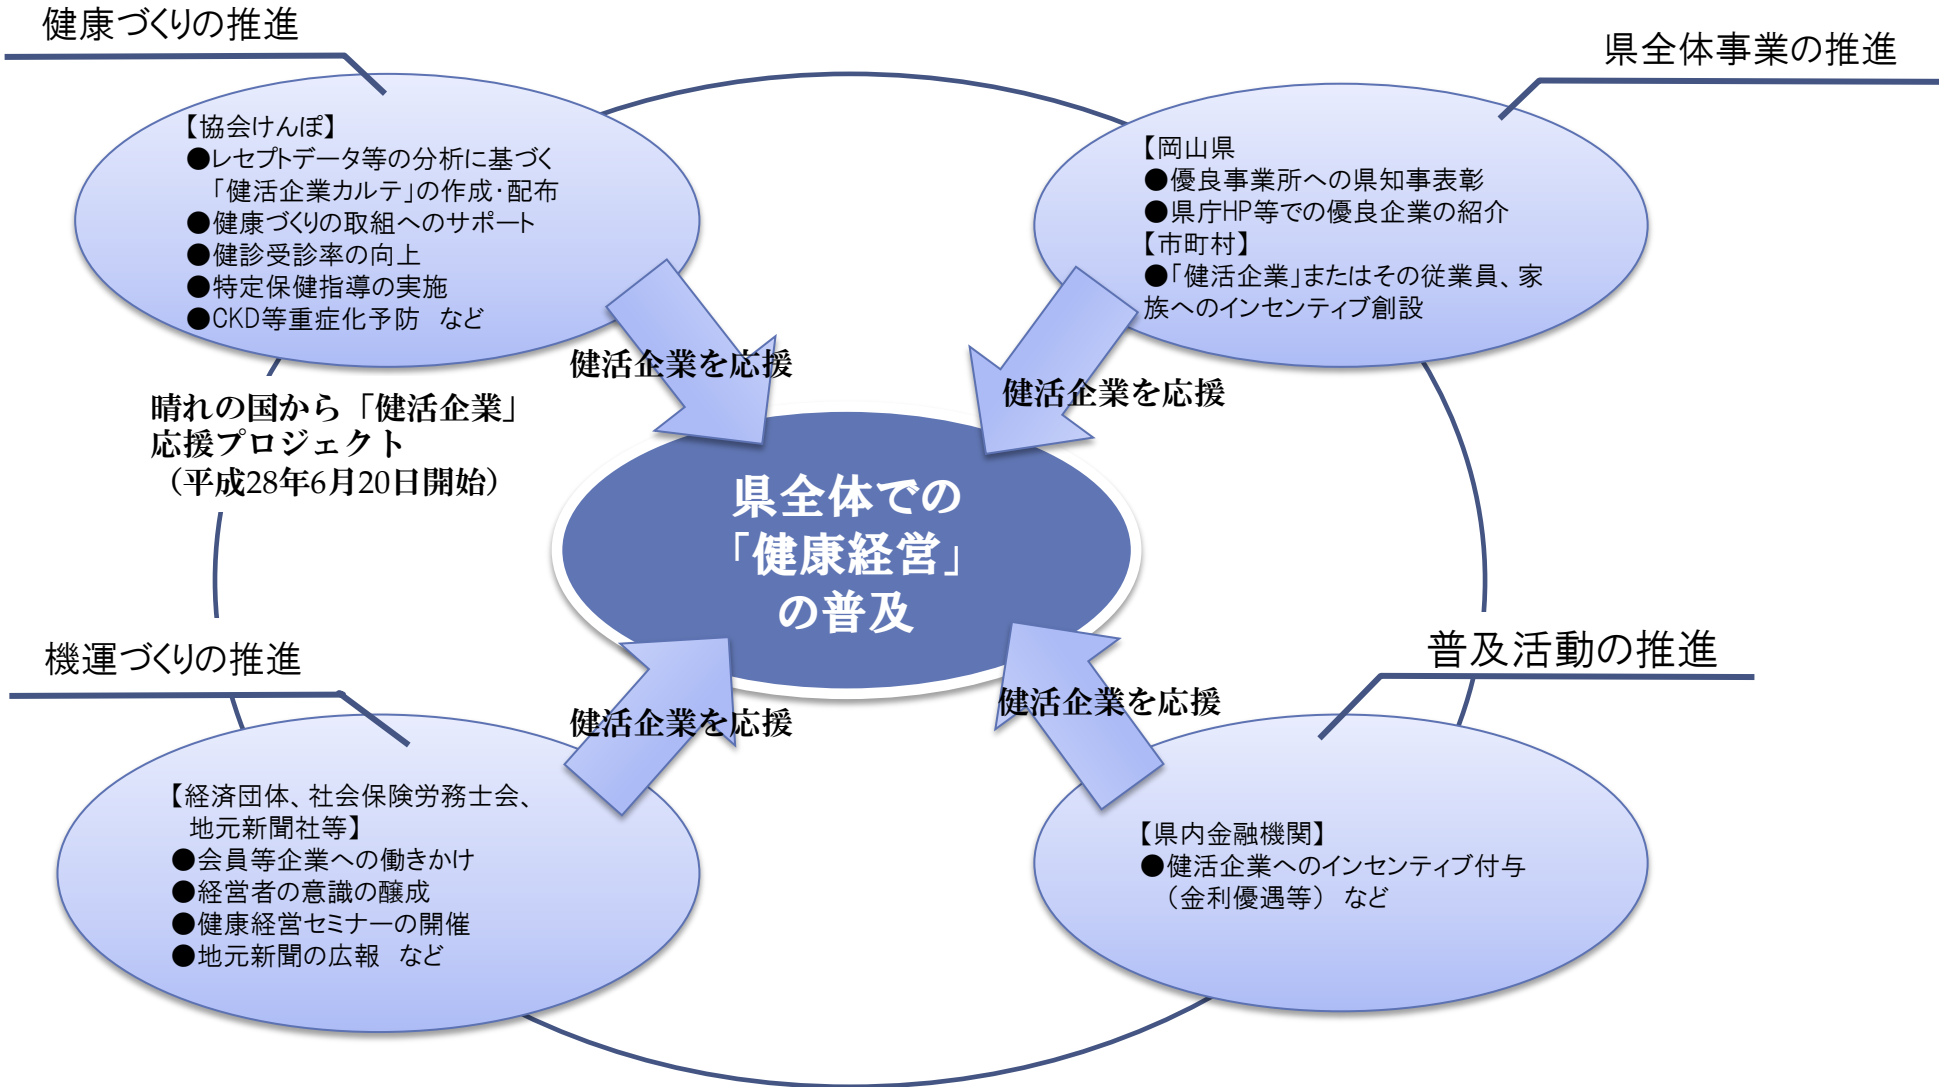 健康づくりの推進
【協会けんぽ】
●レセプトデータ等の分析に基づく
「健活企業カルテ」の作成・配布
●健康づくりの取組へのサポート
●健診受診率の向上
●特定保健指導の実施
●CKD等重症化予防　など
県全体事業の推進
【岡山県
●優良事業所への県知事表彰
●県庁HP等での優良企業の紹介
【市町村】
●「健活企業」またはその従業員、家
族へのインセンティブ創設
健活企業を応援
健活企業を応援
晴れの国から「健活企業」
応援プロジェクト
（平成28年6月20日開始）
県全体での
「健康経営」
の普及
機運づくりの推進
【経済団体、社会保険労務士会、
地元新聞社等】
●会員等企業への働きかけ
●経営者の意識の醸成
●健康経営セミナーの開催
●地元新聞の広報　など
健活企業を応援
健活企業を応援
普及活動の推進
【県内金融機関】
●健活企業へのインセンティブ付与
（金利優遇等）　など